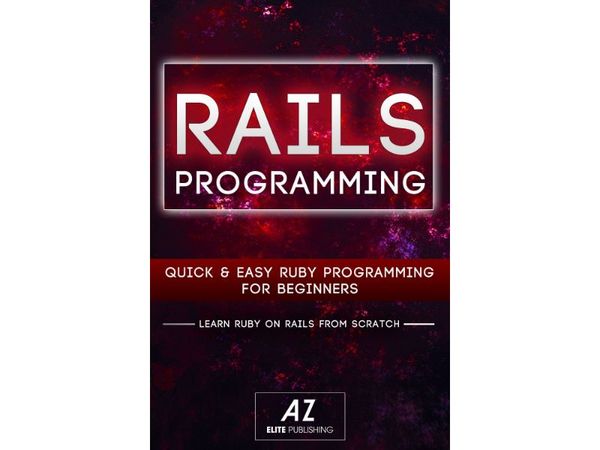 RAILS
PROGRAMMING
QUICK & EASY RUBY PROGRAMMING
FOR BEGINNERS
LEARN RUBY ON RAILS FROM SCRATCH
AZ
ELITE PUBLISHING